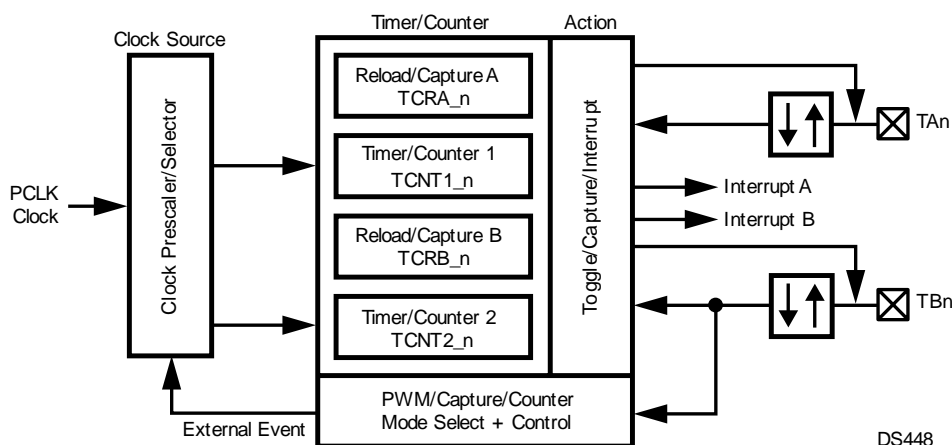 Timer/Counter
Action
Clock Source
Reload/Capture A
TCRA_n
Timer/Counter 1
TCNT1_n
Reload/Capture B
TCRB_n
Timer/Counter 2
TCNT2_n
PCLK
Clock
Clock Prescaler/Selector
Toggle/Capture/Interrupt
TAn
Interrupt A
Interrupt B
TBn
PWM/Capture/Counter
Mode Select + Control
External Event
DS448